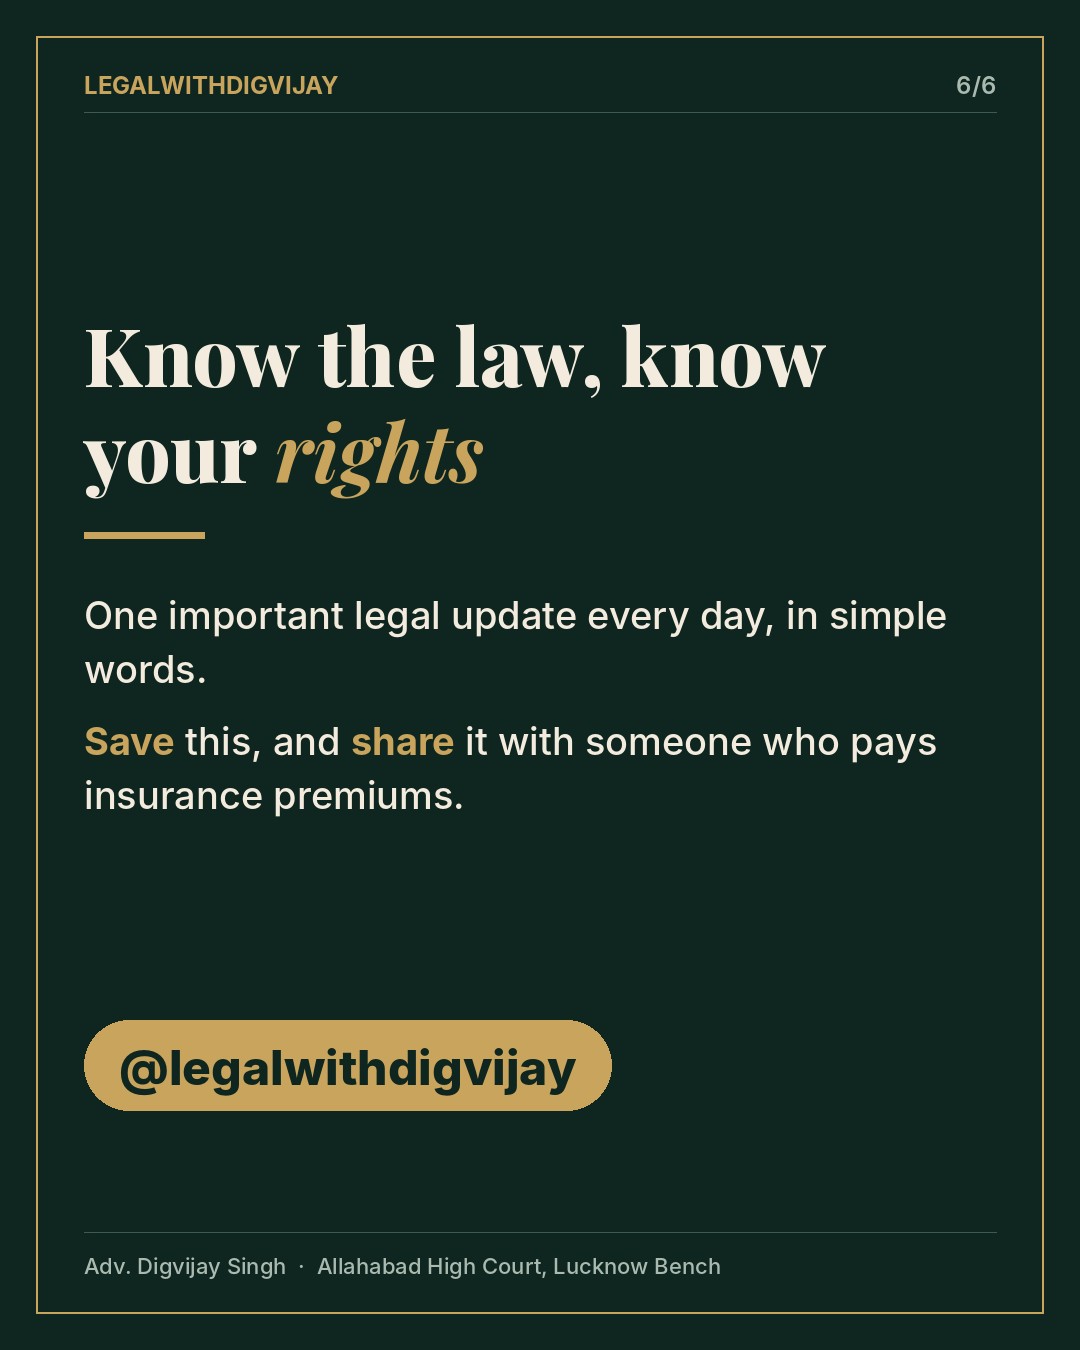 LEGALWITHDIGVIJAY
6/6
Know the law, know
your rights
One important legal update every day, in simple
words.
Save this, and share it with someone who pays
insurance premiums.
@legalwithdigvijay
Adv. Digvijay Singh · Allahabad High Court, Lucknow Bench